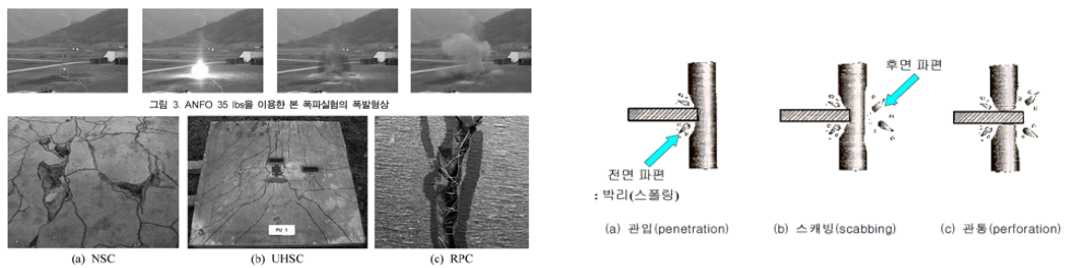 그림 3. ANFO 35 lbs을 이용한 본 폭파실험의 폭발형상
PU 1
(a) NSC
(b) UHSC
(c) RPC
후면 파편
전면 파편
: 박리(스폴링)
(a) 관입(penetration)
(b) 스캐빙(scabbing)
(c) 관통(perforation)